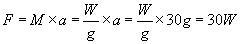 F = M × a = W/g × a = W/g × 30g = 30W